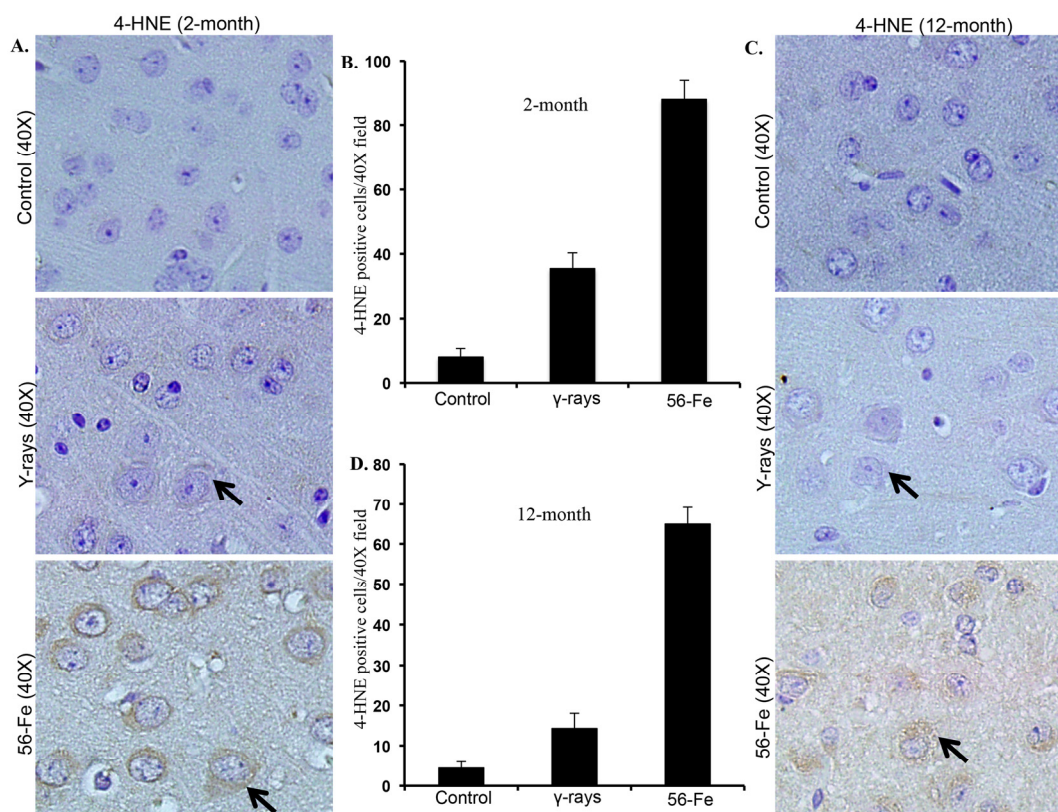 4-HNE (2-month)
A.
Control (40X)
Y-rays (40X)
56-Fe (40X)
B.
2-month
4-HNE positive cells/40X field
100
80
60
40
20
0
Control
γ-rays
56-Fe
4-HNE (12-month)
C.
Control (40X)
Y-rays (40X)
56-Fe (40X)
D.
12-month
4-HNE positive cells/40X field
80
70
60
50
40
30
20
10
0
Control
γ-rays
56-Fe